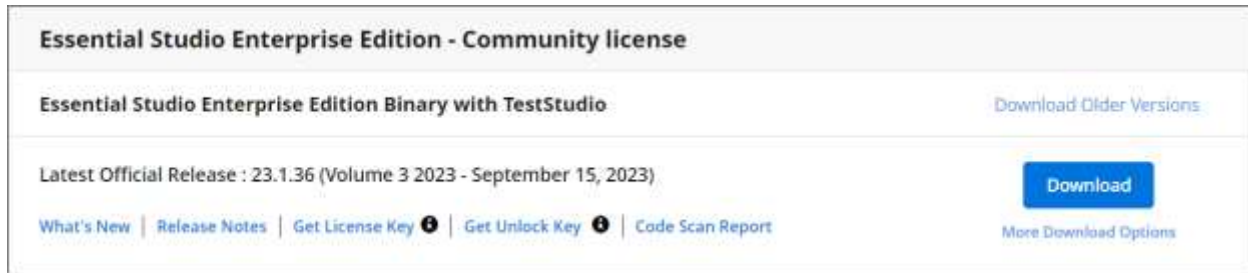 Essential Studio Enterprise Edition - Community license
Essential Studio Enterprise Edition Binary with TestStudio
Download Older Versions
Latest Official Release : 23.1.36 (Volume 3 2023 - September 15, 2023)
Download
What's New | Release Notes | Get License Key | Get Unlock Key | Code Scan Report
More Download Options